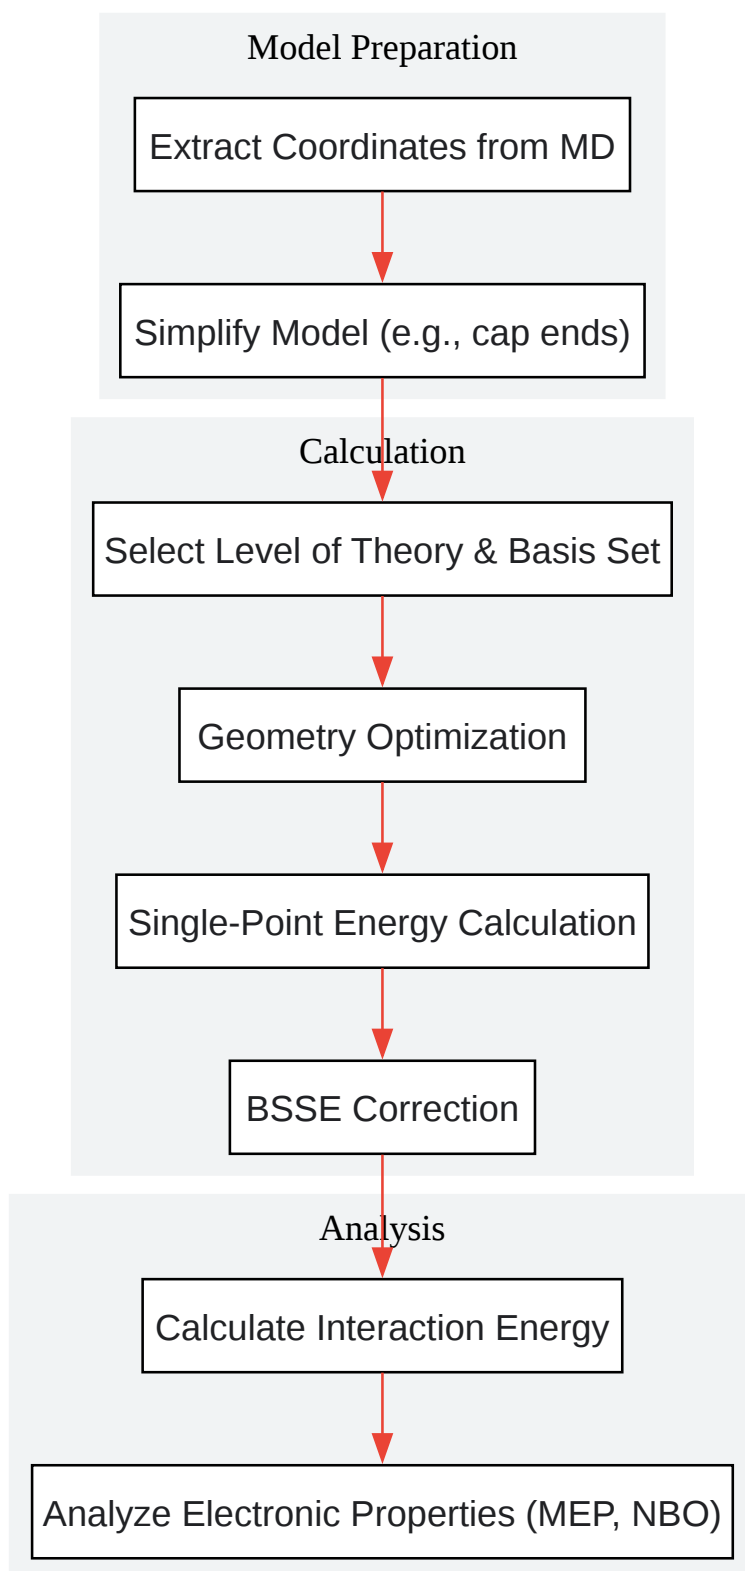 Model Preparation
Extract Coordinates from MD
Simplify Model (e.g., cap ends)
Calculation
Select Level of Theory & Basis Set
Geometry Optimization
Single-Point Energy Calculation
BSSE Correction
Analysis
Calculate Interaction Energy
Analyze Electronic Properties (MEP, NBO)